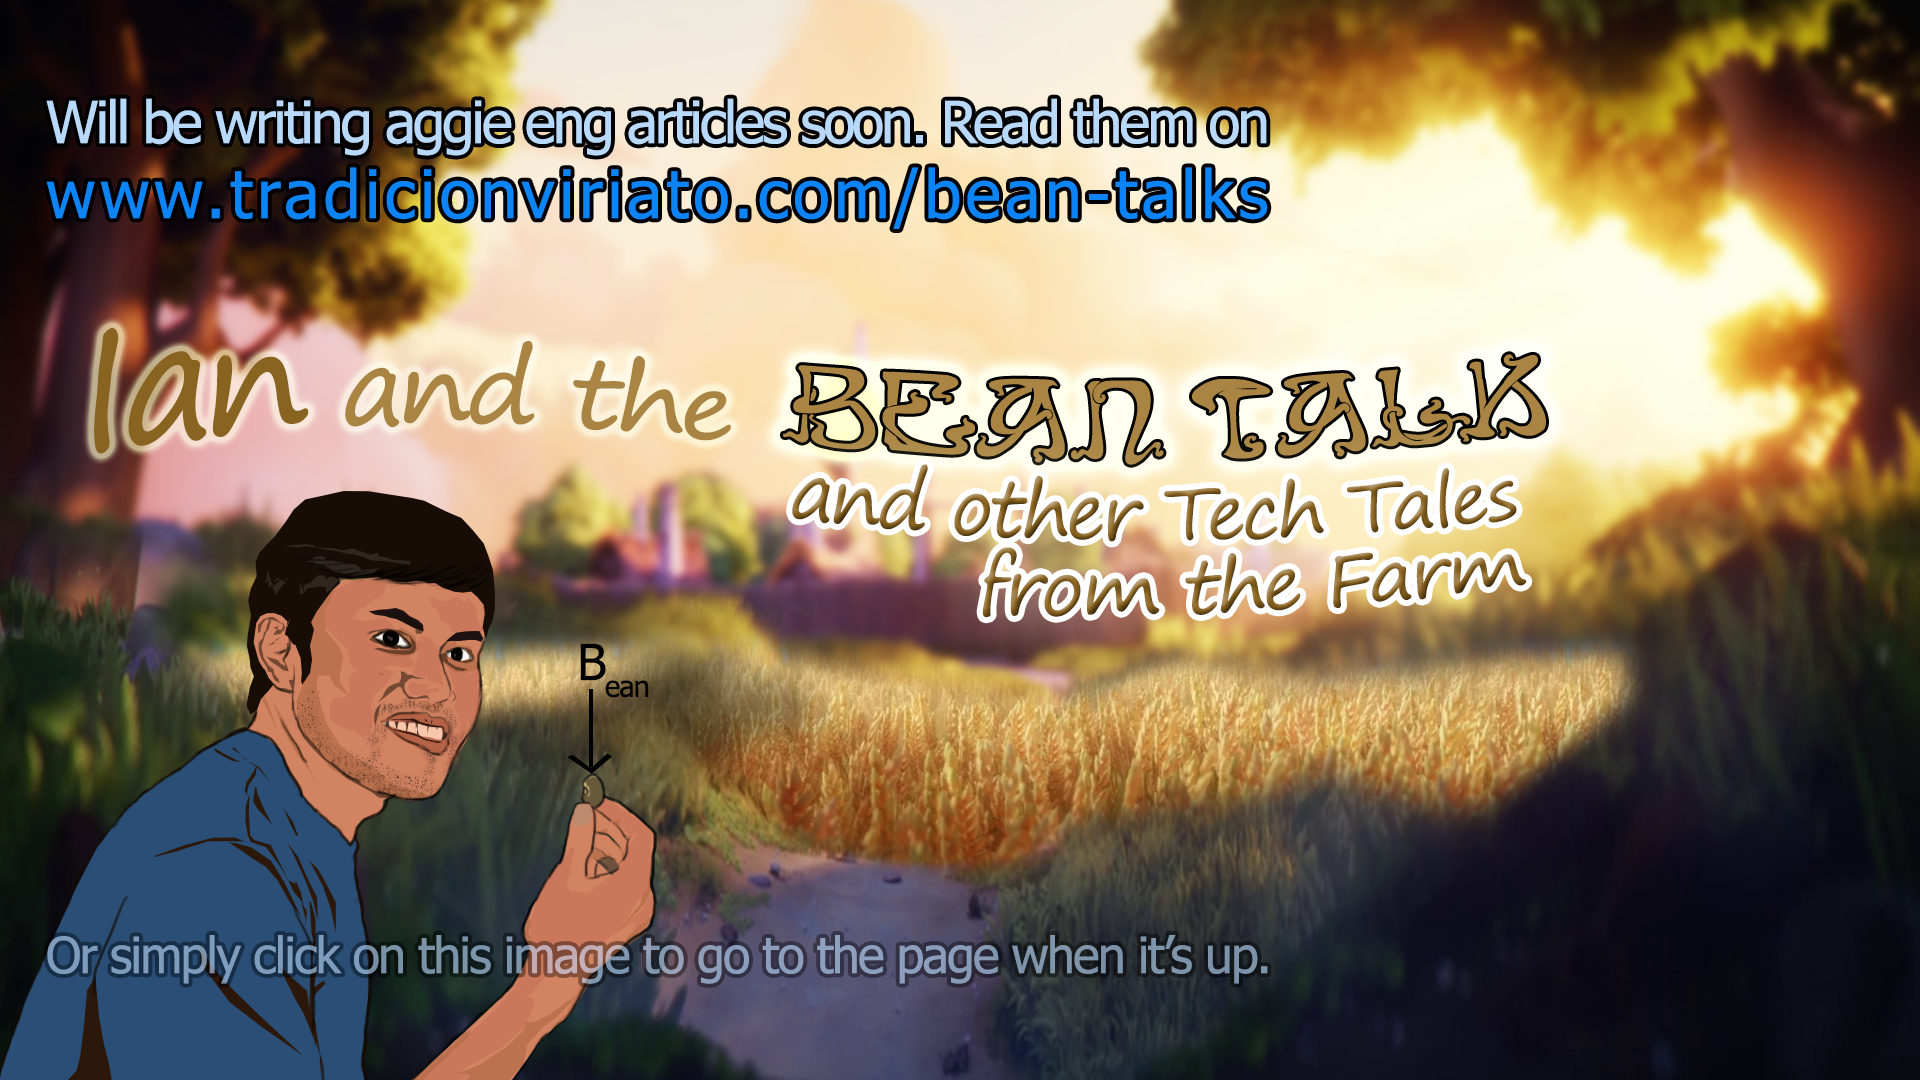 Will be writing aggie eng articles soon. Read them on
www.tradicionviriato.com/bean-talks
Ian and the BEAN TALK
and other Tech Tales
from the Farm
Bean
Or simply click on this image to go to the page when it's up.